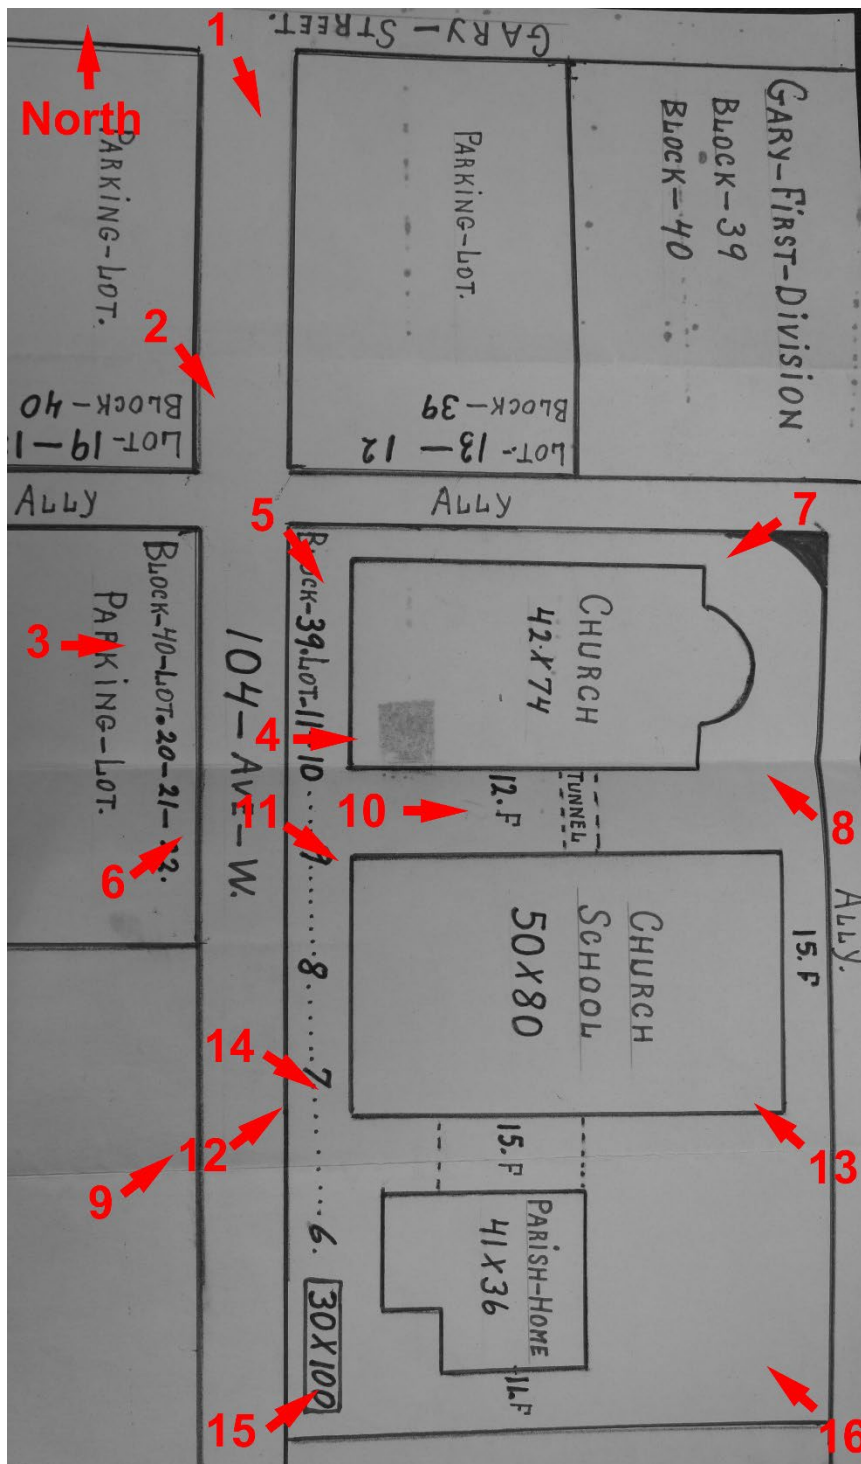 GARY-STREET.
North
1
GARY-FIRST-DIVISION
BLOCK-39
BLOCK-40
PARKING-LOT.
PARKING-LOT.
2
BLOCK-40
LOT-19-
BLOCK-39
LOT-13-12
ALLY
ALLY
5
7
3
BLOCK-40-LOT.20-21-22.
PARKING-LOT.
104-AVE-W.
BLOCK-39.LOT-11-10.....9........8......7.......6.
30X100
CHURCH
42X74
4
8
6
10
11
12.F
TUNNEL
CHURCH
SCHOOL
50X80
15.F
ALLY.
14
12
9
13
15.F
PARISH-HOME
41X36
11.F
15
16